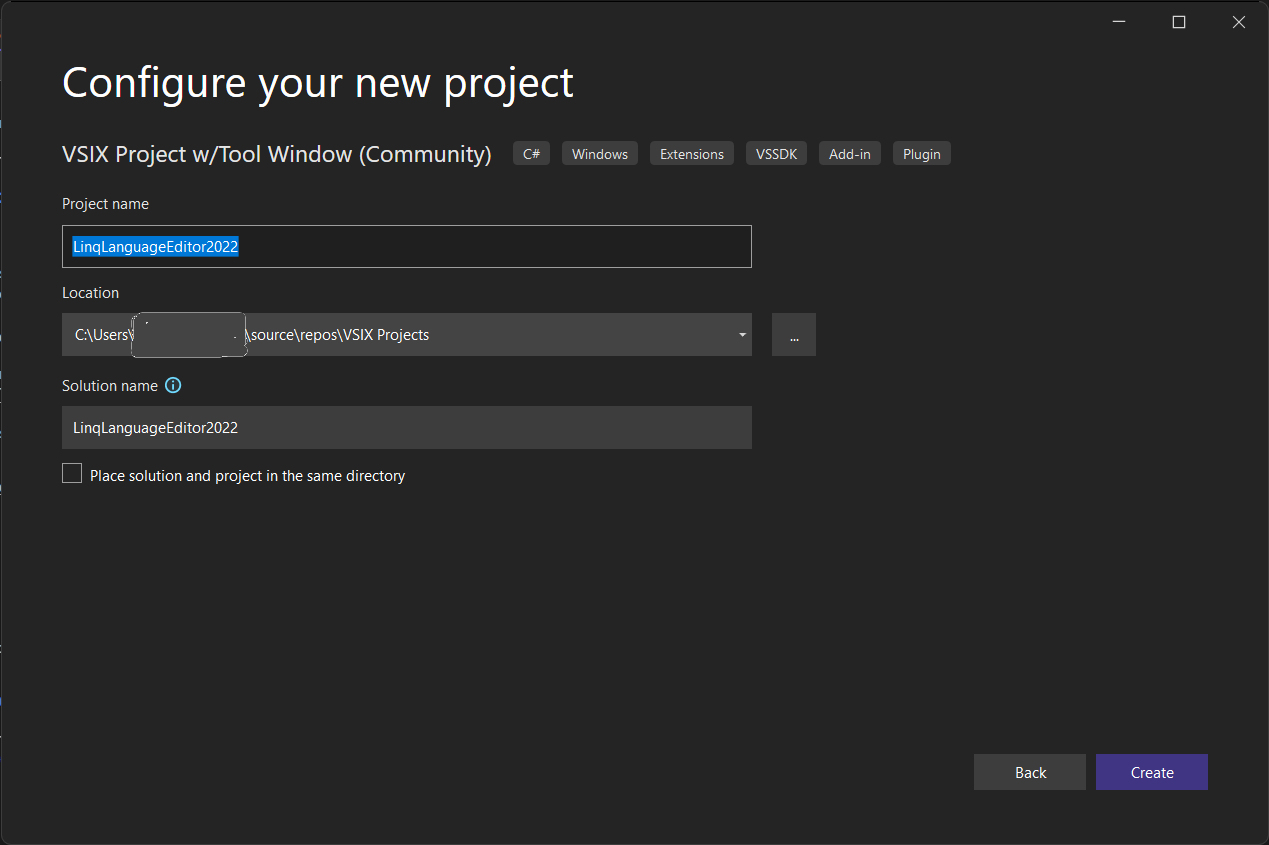 Configure your new project
VSIX Project w/Tool Window (Community) C# Windows Extensions VSSDK Add-in Plugin
Project name
LinqLanguageEditor2022
Location
C:\Users\ \source\repos\VSIX Projects
...
Solution name
LinqLanguageEditor2022
Place solution and project in the same directory
Back Create